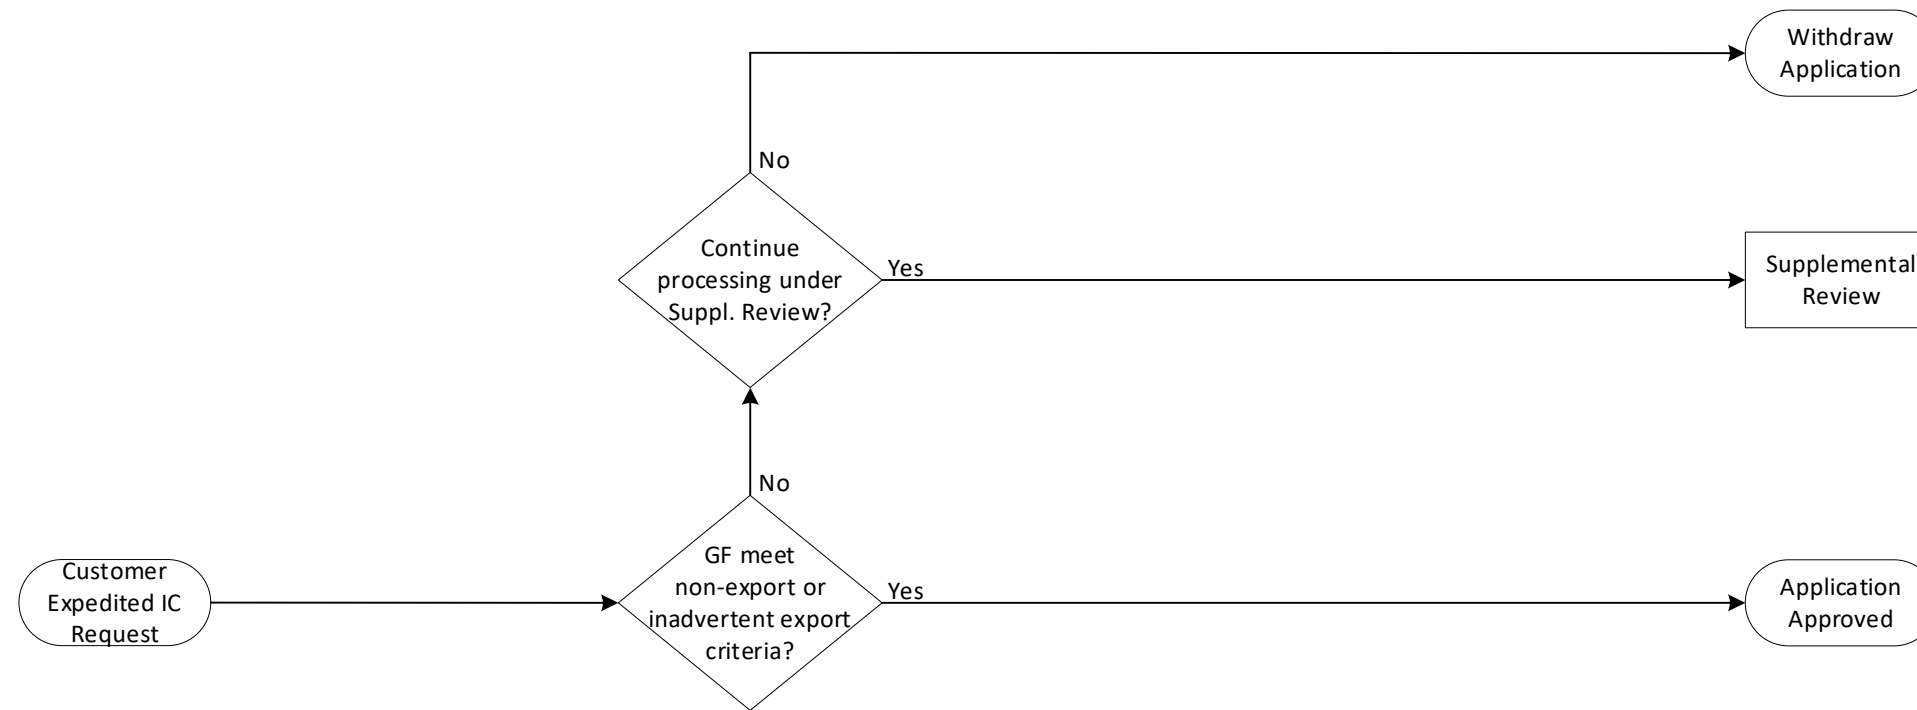 Withdraw
Application
No
Continue
processing under
Suppl. Review?
Yes
Supplemental
Review
No
Customer
Expedited IC
Request
GF meet
non-export or
inadvertent export
criteria?
Yes
Application
Approved